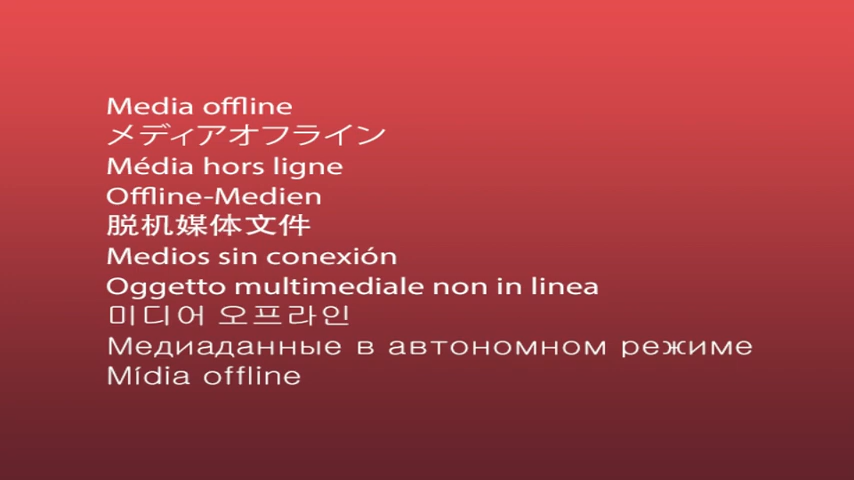 Media offline
メディアオフライン
Média hors ligne
Offline-Medien
脱机媒体文件
Medios sin conexión
Oggetto multimediale non in linea
미디어 오프라인
Медиаданные в автономном режиме
Mídia offline